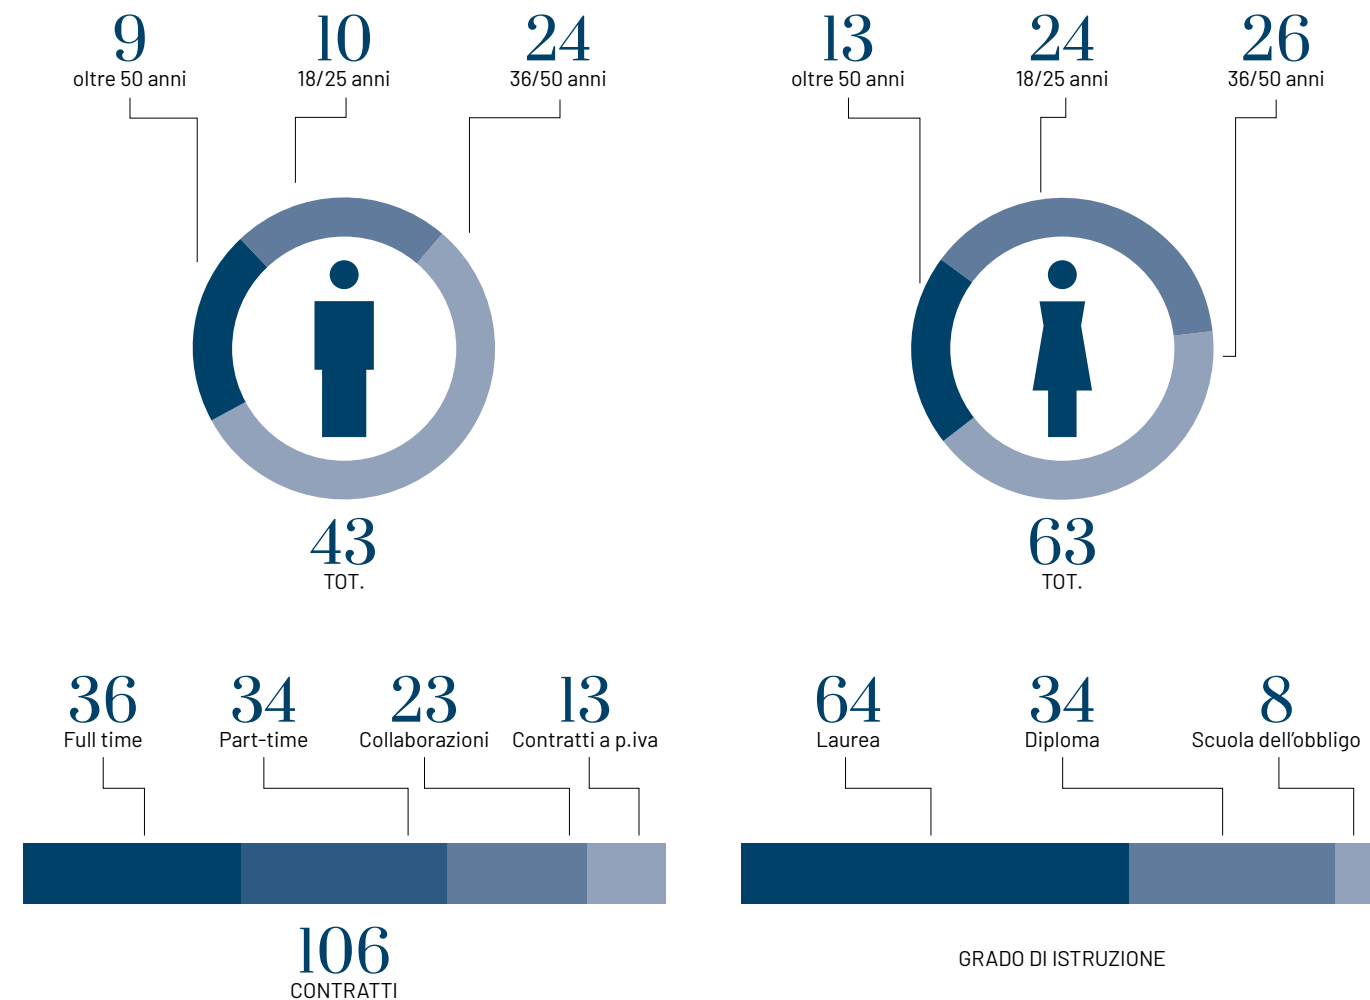 9
oltre 50 anni
10
18/25 anni
24
36/50 anni
43
TOT.
13
oltre 50 anni
24
18/25 anni
26
36/50 anni
63
TOT.
36
Full time
34
Part-time
23
Collaborazioni
13
Contratti a p.iva
106
CONTRATTI
64
Laurea
34
Diploma
8
Scuola dell’obbligo
GRADO DI ISTRUZIONE